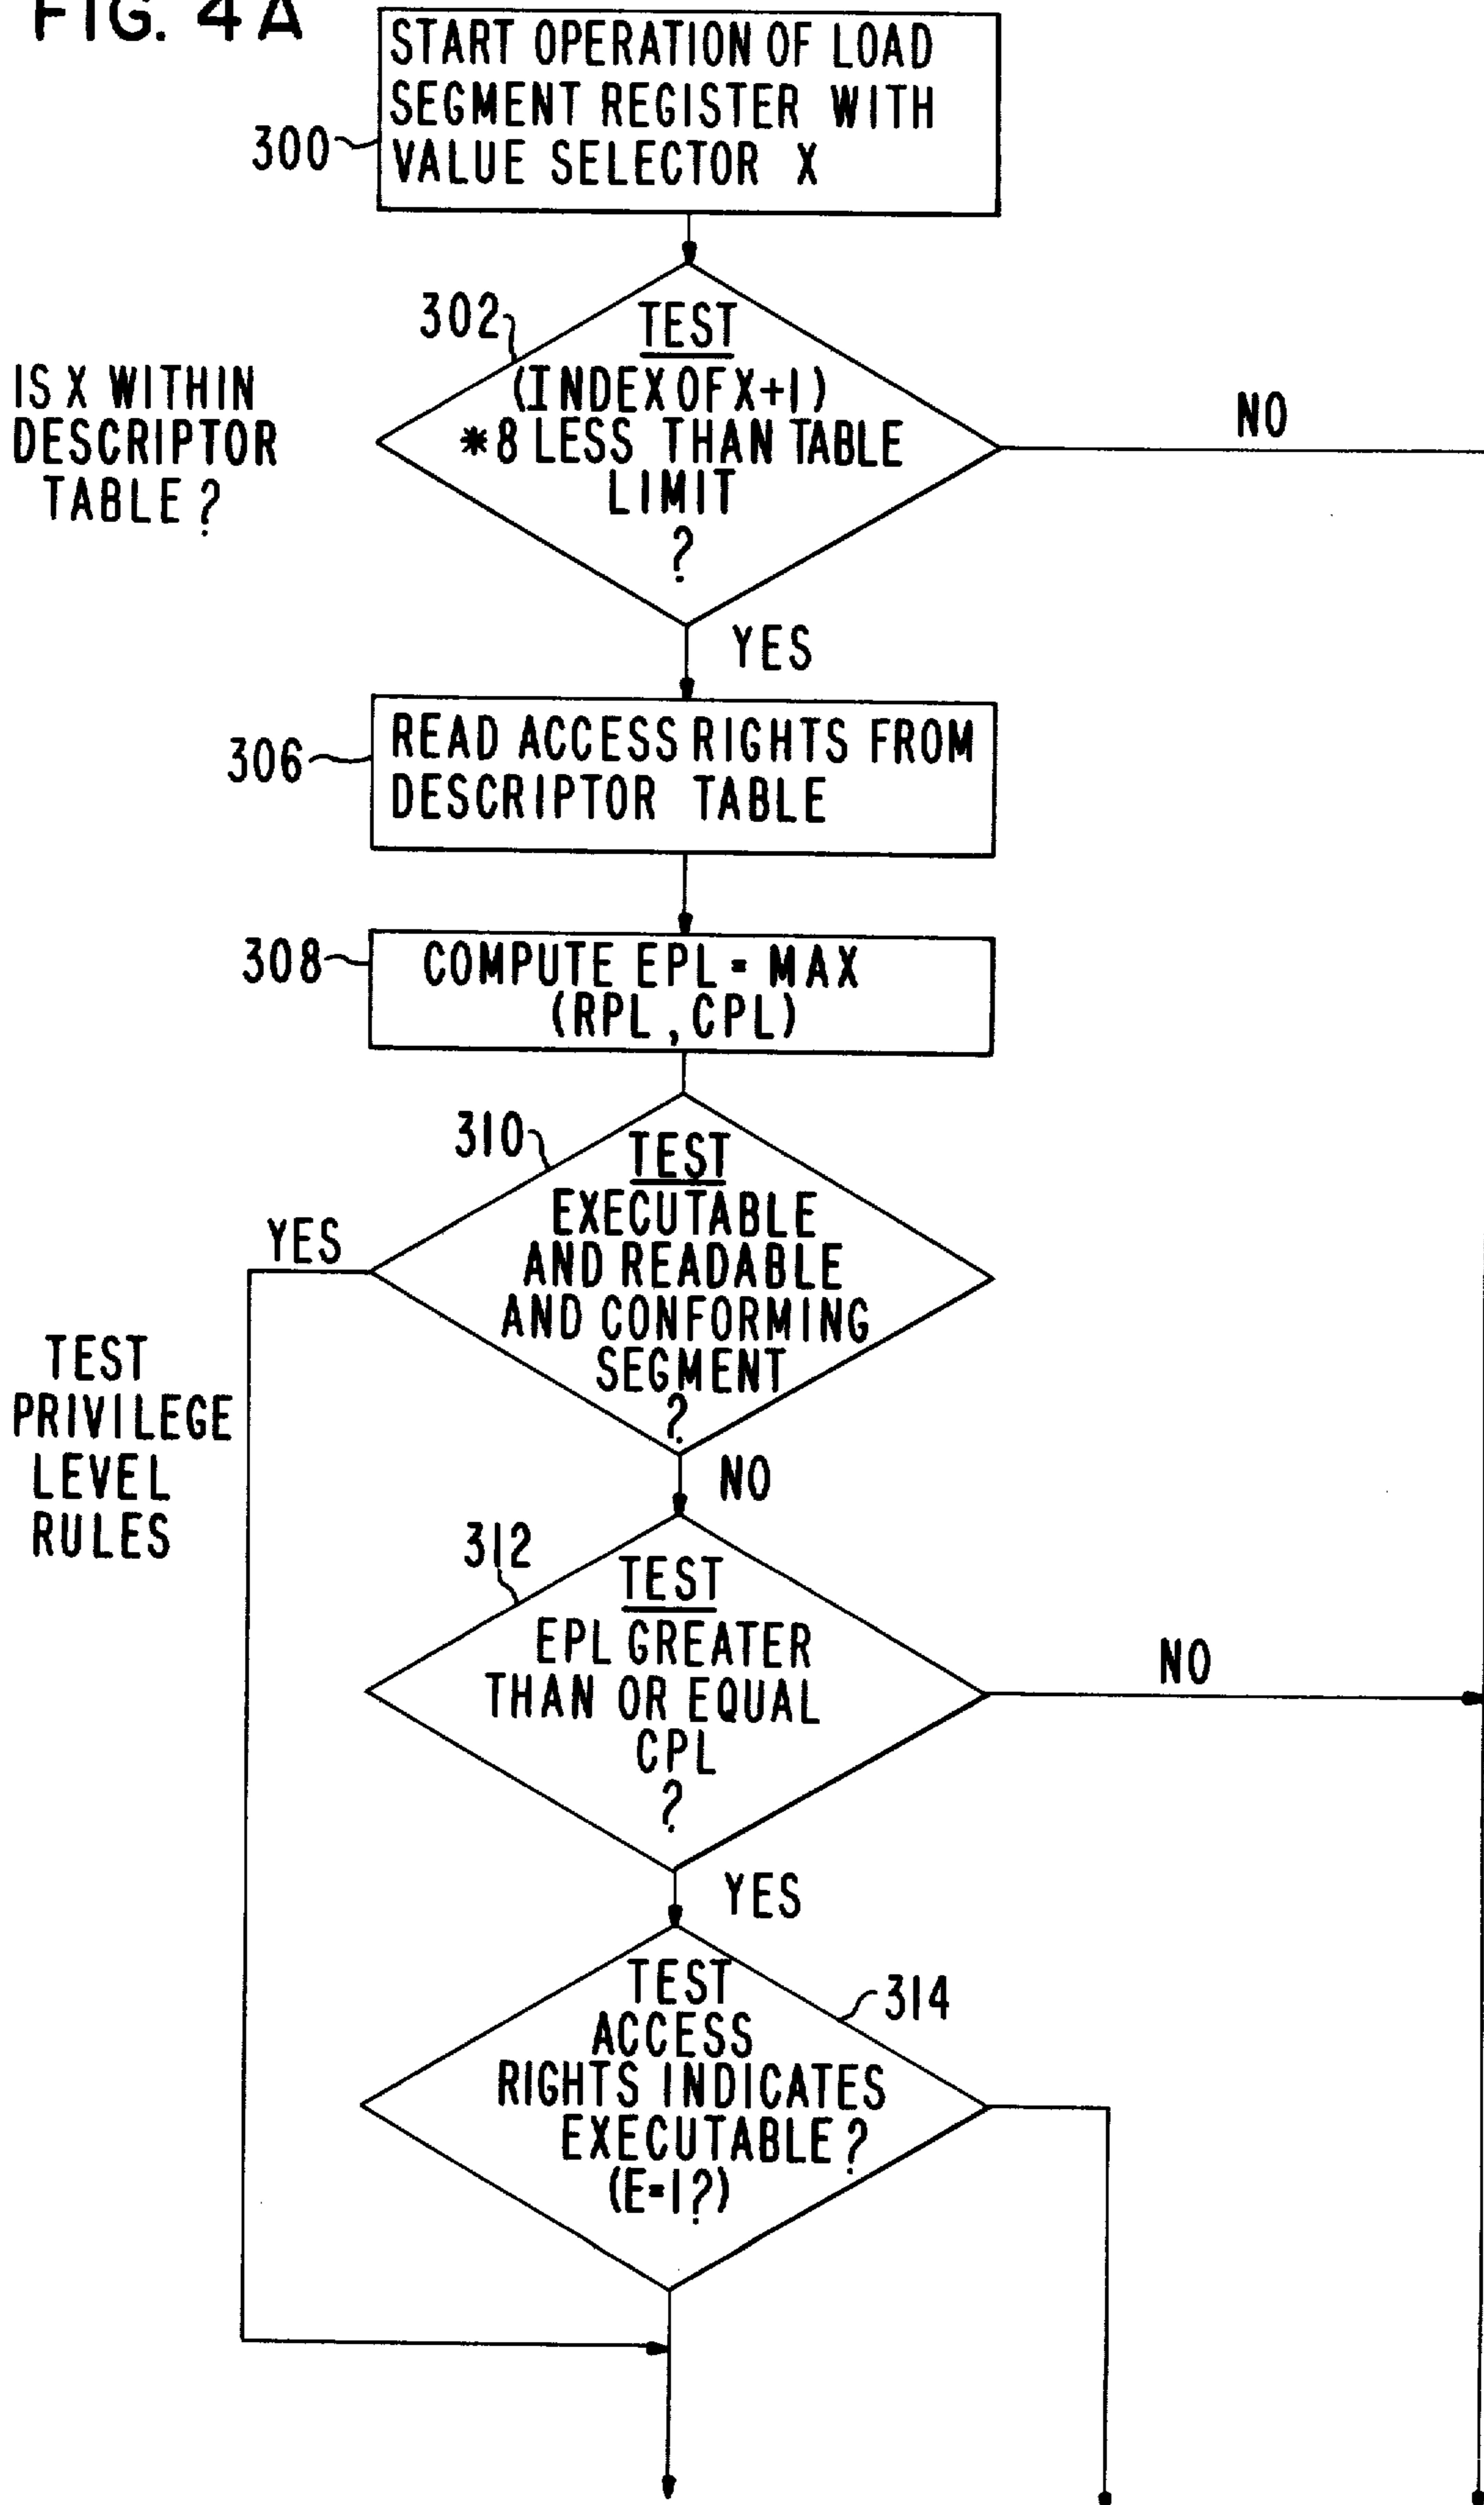 FIG. 4A
START OPERATION OF LOAD
SEGMENT REGISTER WITH
VALUE SELECTOR X
300
302
TEST
(INDEX OF X+1)
*8 LESS THAN TABLE
LIMIT
?
IS X WITHIN
DESCRIPTOR
TABLE?
NO
YES
READ ACCESS RIGHTS FROM
DESCRIPTOR TABLE
306
308
COMPUTE EPL = MAX
(RPL, CPL)
310
TEST
EXECUTABLE
AND READABLE
AND CONFORMING
SEGMENT
?
YES
TEST
PRIVILEGE
LEVEL
RULES
NO
312
TEST
EPL GREATER
THAN OR EQUAL
CPL
?
NO
YES
TEST
ACCESS
RIGHTS INDICATES
EXECUTABLE?
(E=1?)
314